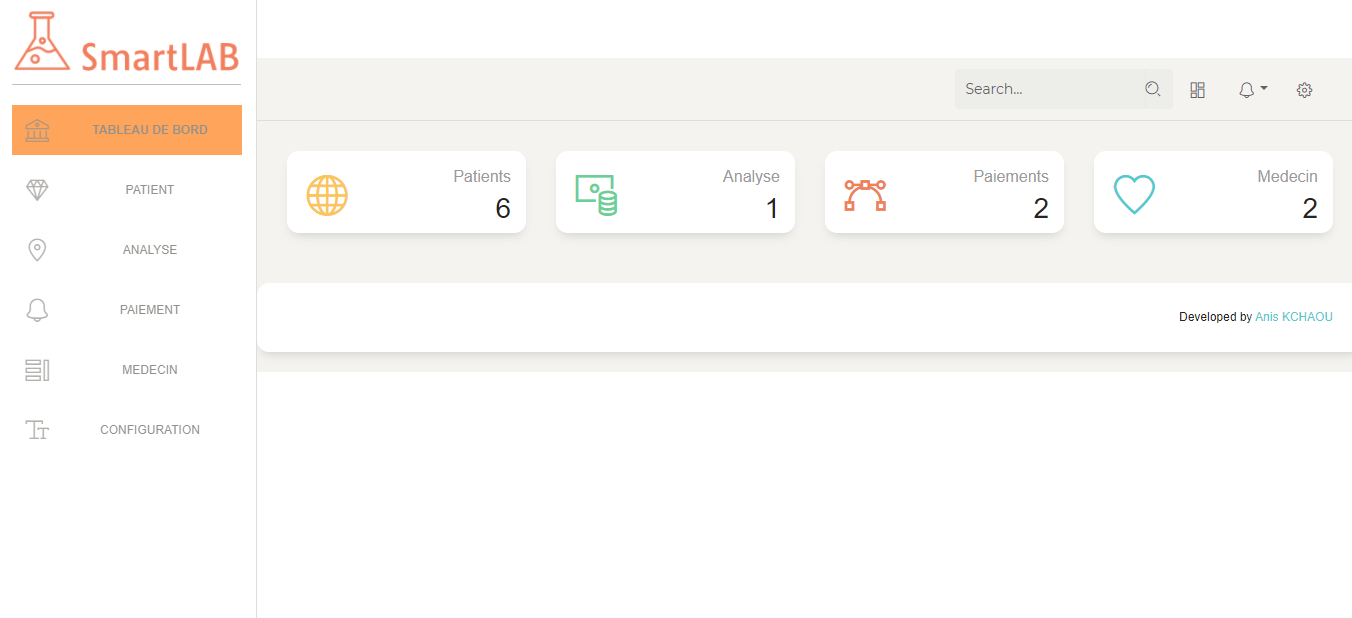 SmartLAB
TABLEAU DE BORD
PATIENT
ANALYSE
PAIEMENT
MEDECIN
CONFIGURATION
Search...
Patients
6
Analyse
1
Paiements
2
Medecin
2
Developed by Anis KCHAOU